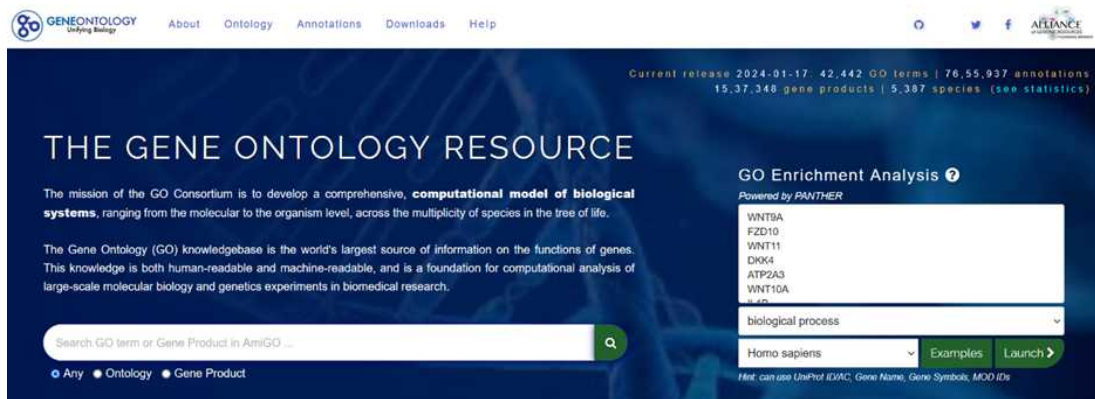 GENEONTOLOGY
Unifying Biology
About Ontology Annotations Downloads Help
ALLIANCE
Current release 2024-01-17: 42,442 GO terms | 76,55,937 annotations
15,37,348 gene products | 5,387 species (see statistics)
THE GENE ONTOLOGY RESOURCE
The mission of the GO Consortium is to develop a comprehensive, computational model of biological
systems, ranging from the molecular to the organism level, across the multiplicity of species in the tree of life.
The Gene Ontology (GO) knowledgebase is the world's largest source of information on the functions of genes.
This knowledge is both human-readable and machine-readable, and is a foundation for computational analysis of
large-scale molecular biology and genetics experiments in biomedical research.
Search GO term or Gene Product in AmiGO ...
Any Ontology Gene Product
GO Enrichment Analysis ?
Powered by PANTHER
WNT9A
FZD10
WNT11
DKK4
ATP2A3
WNT10A
biological process
Homo sapiens Examples Launch
Hint: can use UniProt ID/AC, Gene Name, Gene Symbols, MOD IDs